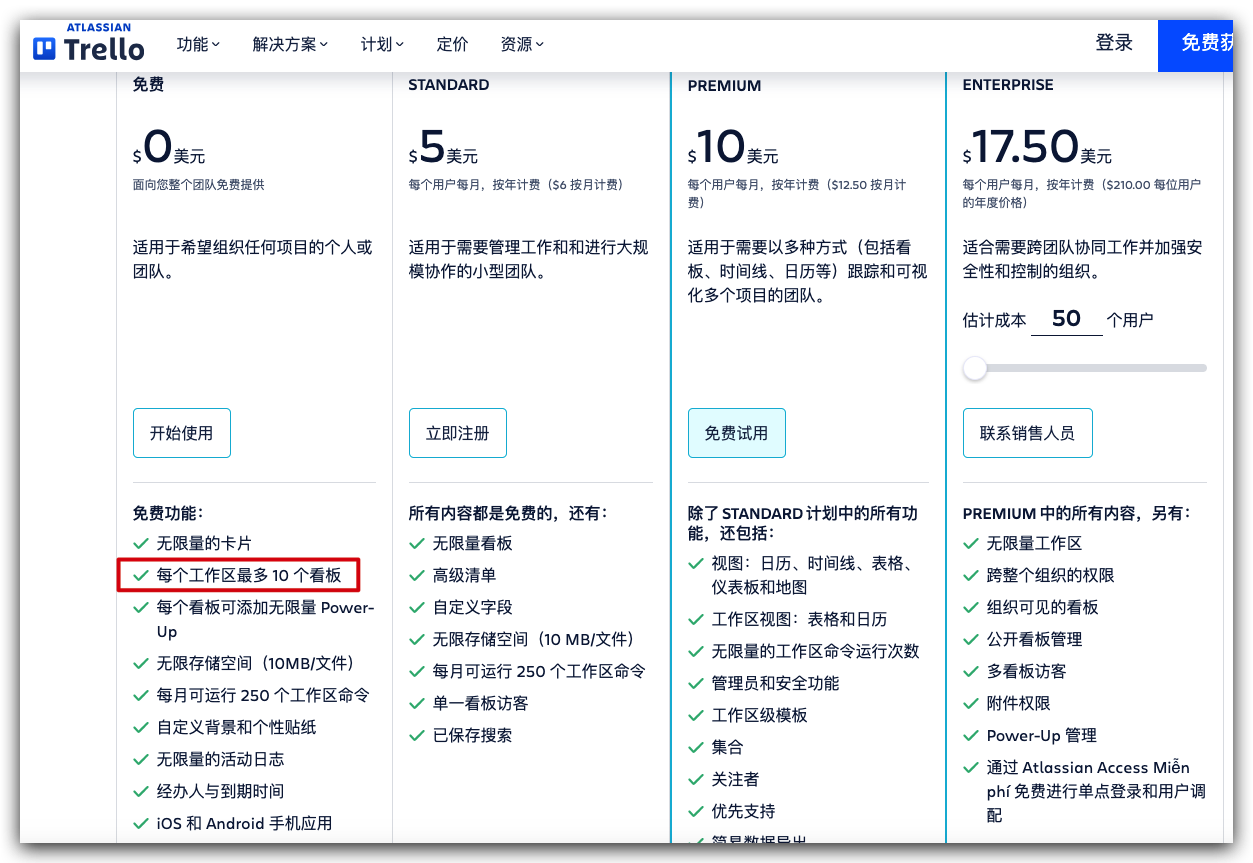 ATLASSIAN
Trello
功能
解决方案
计划
定价
资源
登录
免费获
免费
$0美元
面向您整个团队免费提供
适用于希望组织任何项目的个人或
团队。
开始使用
免费功能：
无限量的卡片
每个工作区最多 10 个看板
每个看板可添加无限量 Power-
Up
无限存储空间（10MB/文件）
每月可运行 250 个工作区命令
自定义背景和个性贴纸
无限量的活动日志
经办人与到期时间
iOS 和 Android 手机应用
STANDARD
$5美元
每个用户每月，按年计费（$6 按月计费）
适用于需要管理工作和和进行大规
模协作的小型团队。
立即注册
所有内容都是免费的，还有：
无限量看板
高级清单
自定义字段
无限存储空间（10 MB/文件）
每月可运行 250 个工作区命令
单一看板访客
已保存搜索
PREMIUM
$10美元
每个用户每月，按年计费（$12.50 按月计
费）
适用于需要以多种方式（包括看
板、时间线、日历等）跟踪和可视
化多个项目的团队。
免费试用
除了 STANDARD 计划中的所有功
能，还包括：
视图：日历、时间线、表格、
仪表板和地图
工作区视图：表格和日历
无限量的工作区命令运行次数
管理员和安全功能
工作区级模板
集合
关注者
优先支持
简易数据导出
ENTERPRISE
$17.50美元
每个用户每月，按年计费（$210.00 每位用户
的年度价格）
适合需要跨团队协同工作并加强安
全性和控制的组织。
估计成本 50 个用户
联系销售人员
PREMIUM 中的所有内容，另有：
无限量工作区
跨整个组织的权限
组织可见的看板
公开看板管理
多看板访客
附件权限
Power-Up 管理
通过 Atlassian Access Miễn
phí 免费进行单点登录和用户调
配